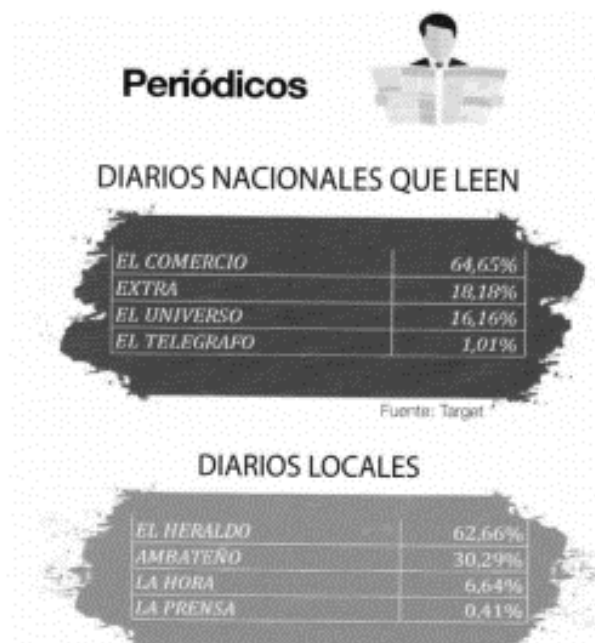 Periódicos
DIARIOS NACIONALES QUE LEEN
EL COMERCIO 64,65%
EXTRA 18,18%
EL UNIVERSO 16,16%
EL TELEGRAFO 1,01%
Fuente: Target
DIARIOS LOCALES
EL HERALDO 62,66%
AMBATEÑO 30,29%
LA HORA 6,64%
LA PRENSA 0,41%